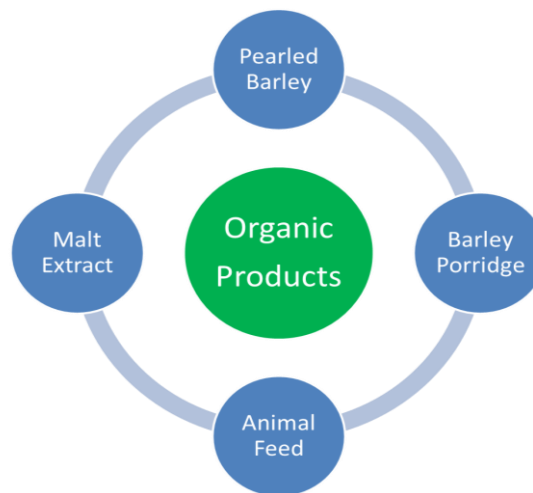 Pearled
Barley
Organic
Products
Malt
Extract
Barley
Porridge
Animal
Feed